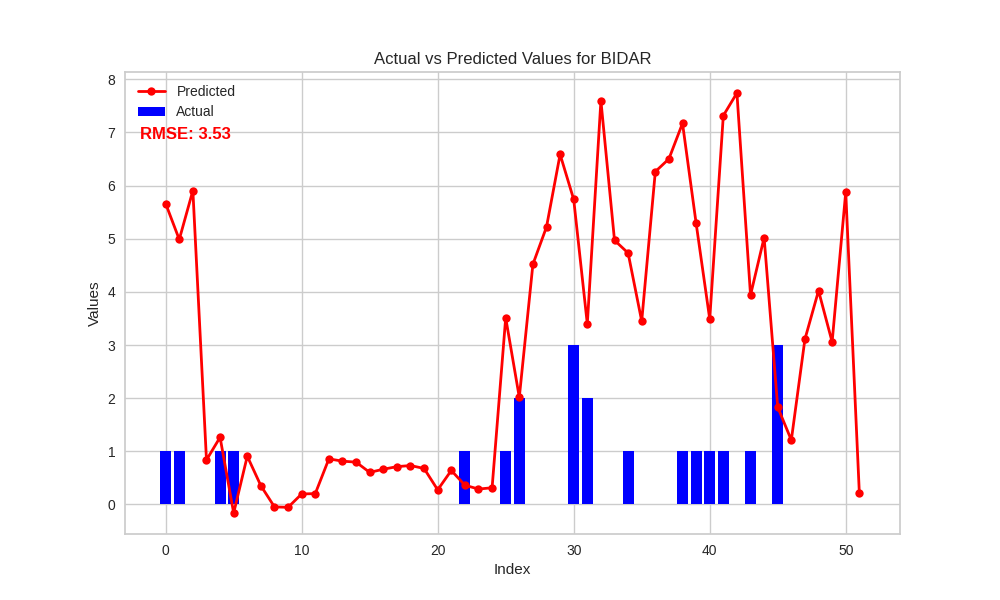 Actual vs Predicted Values for BIDAR
Predicted
Actual
RMSE: 3.53
8
7
6
5
4
3
2
1
0
Values
0 10 20 30 40 50
Index